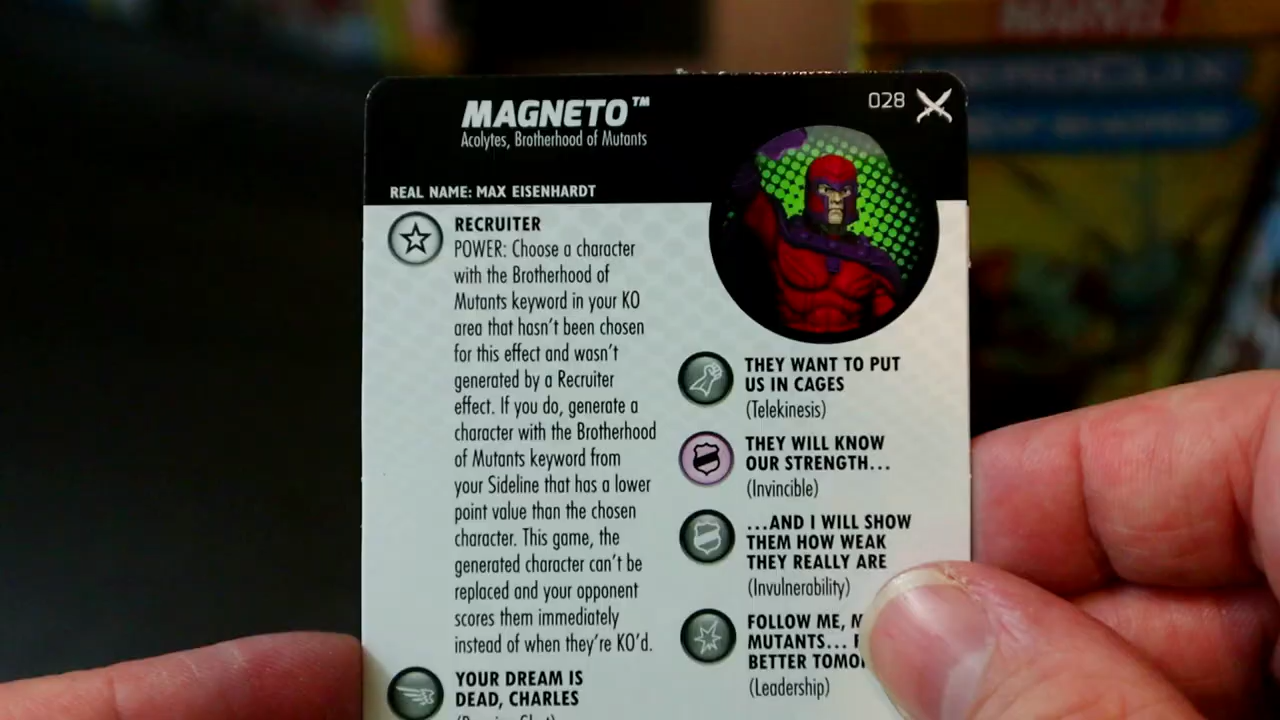 MAGNETO™
028
Acolytes, Brotherhood of Mutants
REAL NAME: MAX EISENHARDT
RECRUITER
POWER: Choose a character
with the Brotherhood of
Mutants keyword in your KO
area that hasn't been chosen
for this effect and wasn't
generated by a Recruiter
effect. If you do, generate a
character with the Brotherhood
of Mutants keyword from
your Sideline that has a lower
point value than the chosen
character. This game, the
generated character can't be
replaced and your opponent
scores them immediately
instead of when they're KO'd.
YOUR DREAM IS
DEAD, CHARLES
THEY WANT TO PUT
US IN CAGES
(Telekinesis)
THEY WILL KNOW
OUR STRENGTH...
(Invincible)
...AND I WILL SHOW
THEM HOW WEAK
THEY REALLY ARE
(Invulnerability)
FOLLOW ME,
MUTANTS...
BETTER
(Leadership)
MARVEL
HEROCLIX